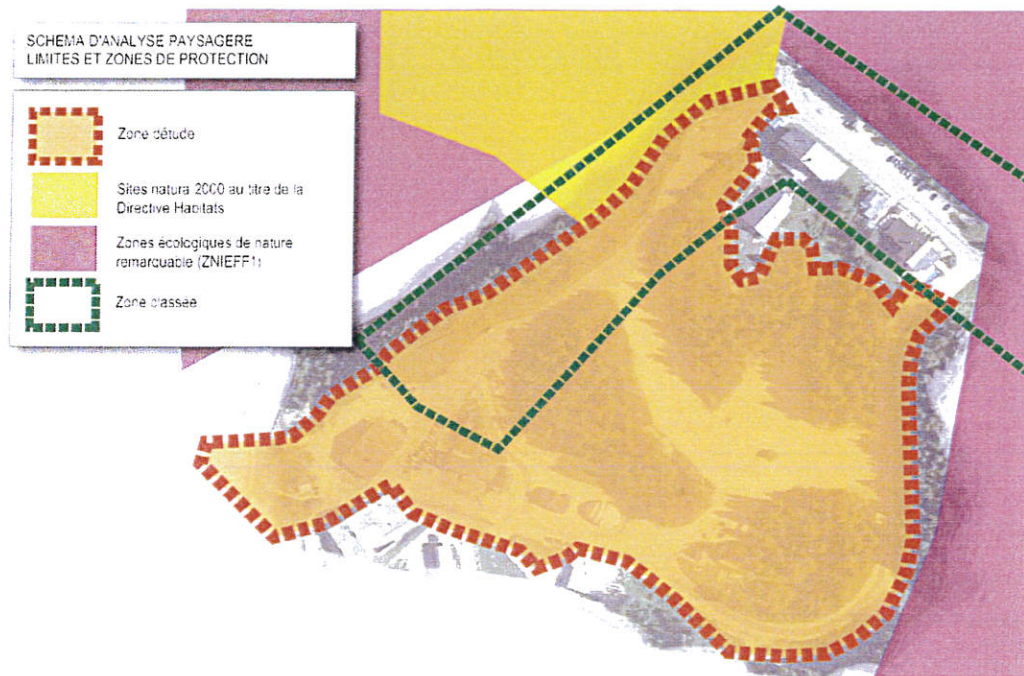 SCHEMA D'ANALYSE PAYSAGERE
LIMITES ET ZONES DE PROTECTION
Zone d'étude
Sites natura 2000 au titre de la
Directive Habitats
Zones écologiques de nature
remarquable (ZNIEFF1)
Zone classée